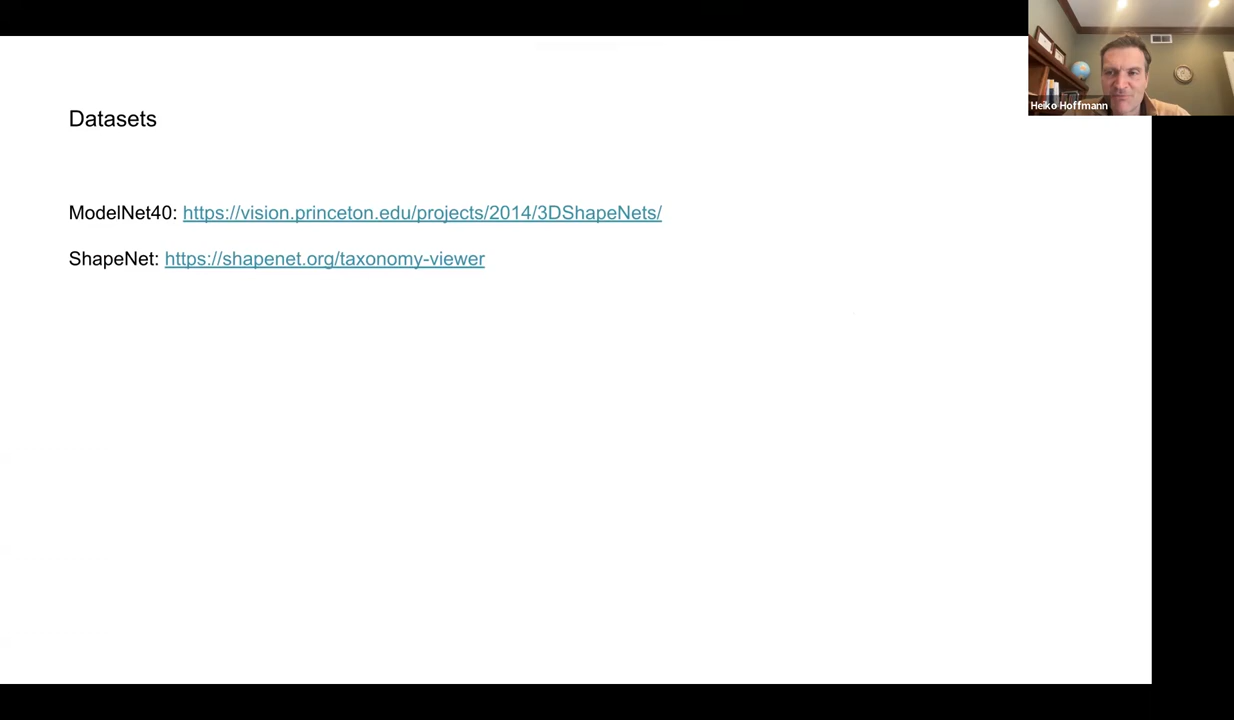 Heiko Hoffmann
Datasets
ModelNet40: https://vision.princeton.edu/projects/2014/3DShapeNets/
ShapeNet: https://shapenet.org/taxonomy-viewer